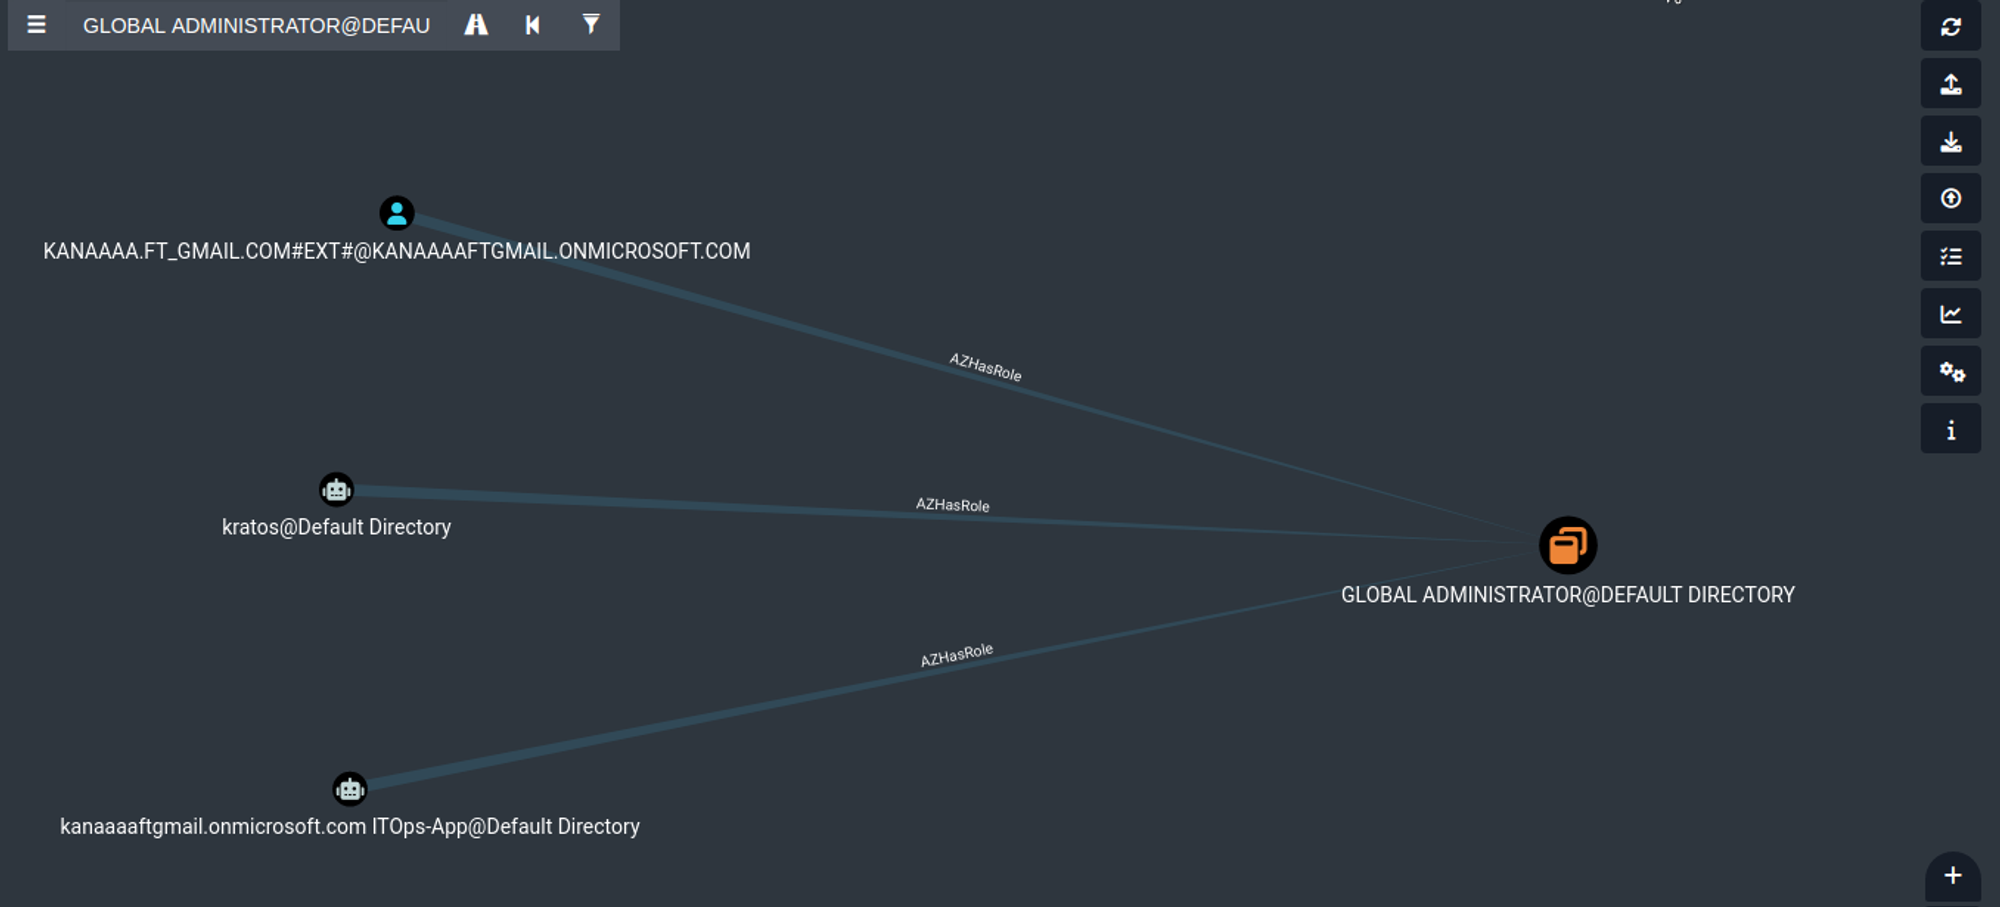 GLOBAL ADMINISTRATOR@DEFAU
KANAAAA.FT_GMAIL.COM#EXT#@KANAAAAFTGMAIL.ONMICROSOFT.COM
AZHasRole
kratos@Default Directory
AZHasRole
GLOBAL ADMINISTRATOR@DEFAULT DIRECTORY
AZHasRole
kanaaaaftgmail.onmicrosoft.com ITOps-App@Default Directory